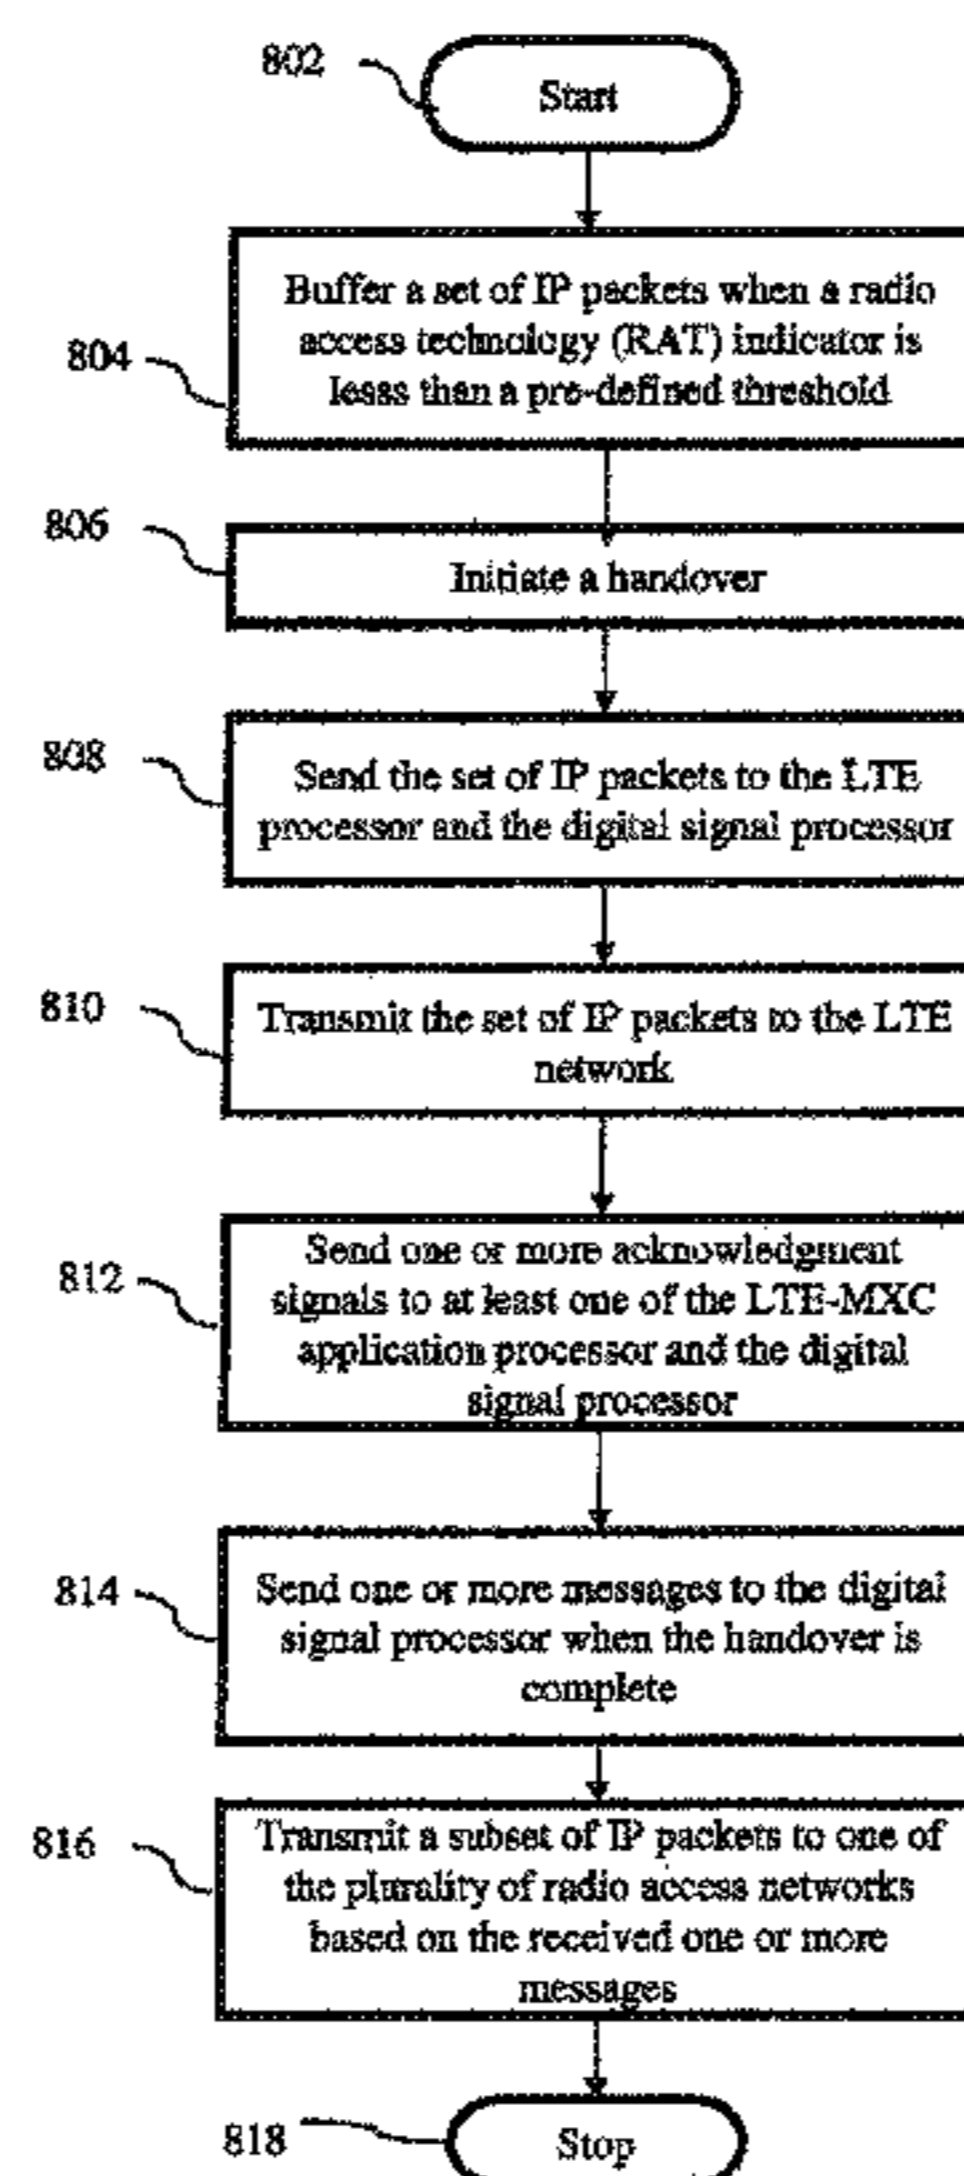 802
Start
804
Buffer a set of IP packets when a radio
access technology (RAT) indicator is
lesss than a pre-defined threshold
806
Initiate a handover
808
Send the set of IP packets to the LTE
processor and the digital signal processor
810
Transmit the set of IP packets to the LTE
network
812
Send one or more acknowledgment
signals to at least one of the LTE-MXC
application processor and the digital
signal processor
814
Send one or more messages to the digital
signal processor when the handover is
complete
816
Transmit a subset of IP packets to one of
the plurality of radio access networks
based on the received one or more
messages
818
Stop